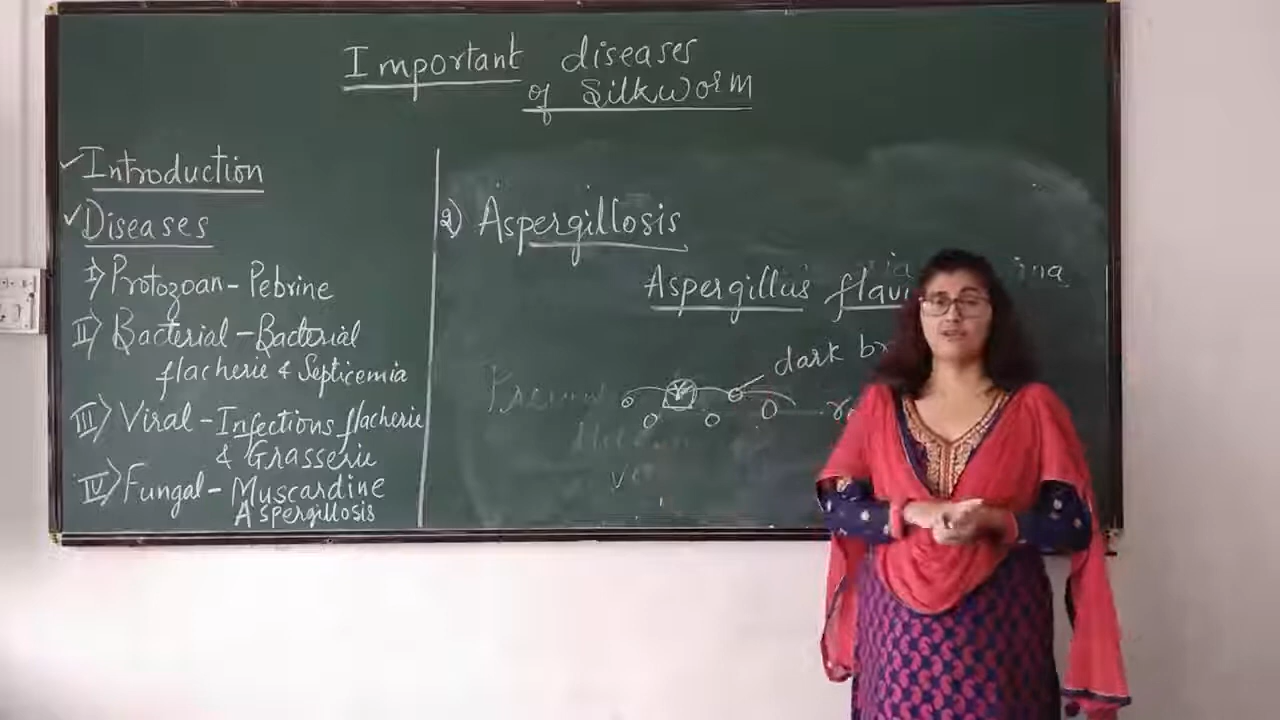 Important diseases
of Silkworm
✓Introduction
✓Diseases
I) Protozoan - Pebrine
II) Bacterial - Bacterial
flacherie & Septicemia
III) Viral - Infections flacherie
& Grasserie
IV) Fungal - Muscardine
Aspergillosis
2) Aspergillosis
Aspergillus
dark